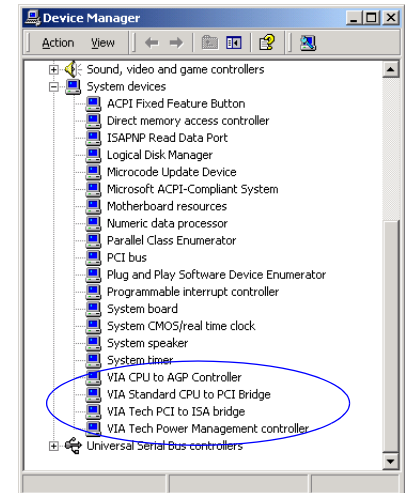 Device Manager
Action View
Sound, video and game controllers
System devices
ACPI Fixed Feature Button
Direct memory access controller
ISAPNP Read Data Port
Logical Disk Manager
Microcode Update Device
Microsoft ACPI-Compliant System
Motherboard resources
Numeric data processor
Parallel Class Enumerator
PCI bus
Plug and Play Software Device Enumerator
Programmable interrupt controller
System board
System CMOS/real time clock
System speaker
System timer
VIA CPU to AGP Controller
VIA Standard CPU to PCI Bridge
VIA Tech PCI to ISA bridge
VIA Tech Power Management controller
Universal Serial Bus controllers